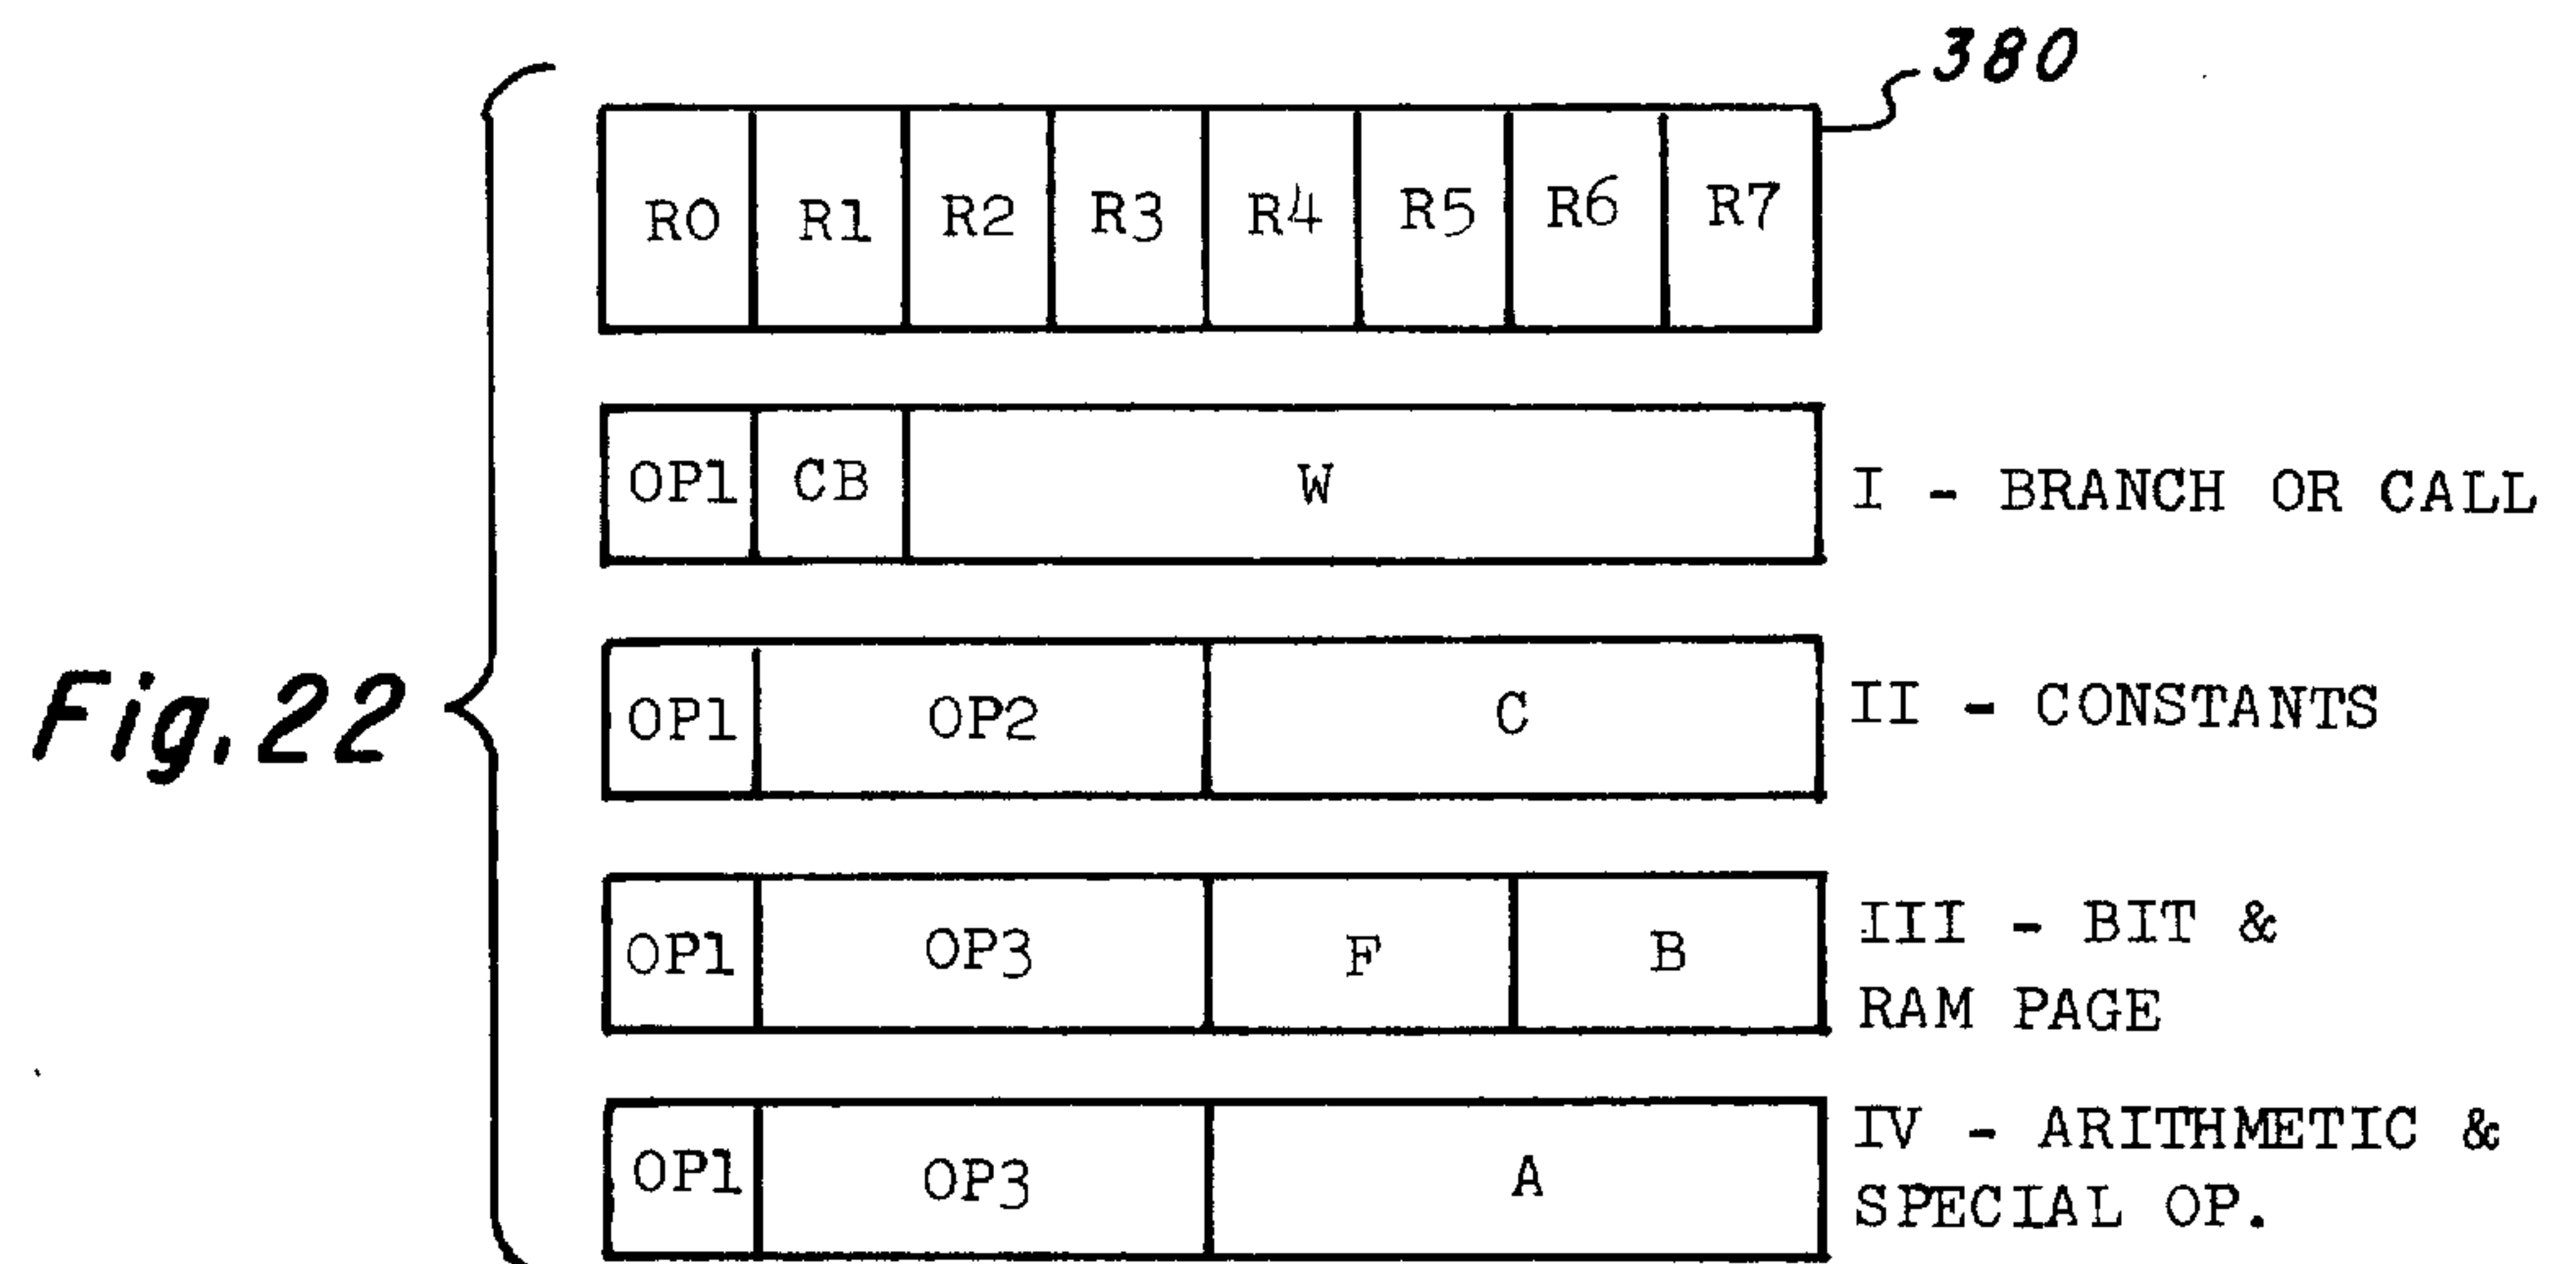 380
R0 R1 R2 R3 R4 R5 R6 R7
OP1 CB W I - BRANCH OR CALL
Fig.22
OP1 OP2 C II - CONSTANTS
OP1 OP3 F B III - BIT &
RAM PAGE
OP1 OP3 A IV - ARITHMETIC &
SPECIAL OP.